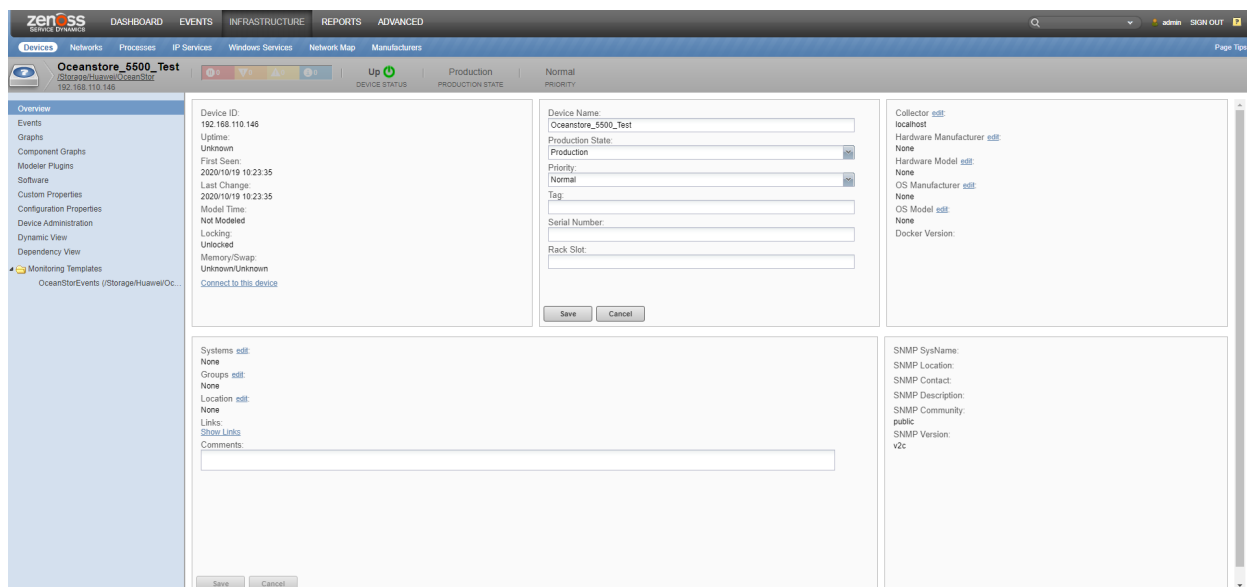 zenoss
SERVICE DYNAMICS
DASHBOARD EVENTS INFRASTRUCTURE REPORTS ADVANCED
admin SIGN OUT ?
Devices Networks Processes IP Services Windows Services Network Map Manufacturers
Page Tips
Oceanstore_5500_Test
/Storage/Huawei/OceanStor
192.168.110.146
0 0 0 0
Up
DEVICE STATUS
Production
PRODUCTION STATE
Normal
PRIORITY
Overview
Events
Graphs
Component Graphs
Modeler Plugins
Software
Custom Properties
Configuration Properties
Device Administration
Dynamic View
Dependency View
Monitoring Templates
OceanStorEvents (/Storage/Huawei/Oc...
Device ID:
192.168.110.146
Uptime:
Unknown
First Seen:
2020/10/19 10:23:35
Last Change:
2020/10/19 10:23:35
Model Time:
Not Modeled
Locking:
Unlocked
Memory/Swap:
Unknown/Unknown
Connect to this device
Device Name:
Oceanstore_5500_Test
Production State:
Production
Priority:
Normal
Tag:
Serial Number:
Rack Slot:
Save Cancel
Collector edit:
localhost
Hardware Manufacturer edit:
None
Hardware Model edit:
None
OS Manufacturer edit:
None
OS Model edit:
None
Docker Version:
Systems edit:
None
Groups edit:
None
Location edit:
None
Links:
Show Links
Comments:
Save Cancel
SNMP SysName:
SNMP Location:
SNMP Contact:
SNMP Description:
SNMP Community:
public
SNMP Version:
v2c